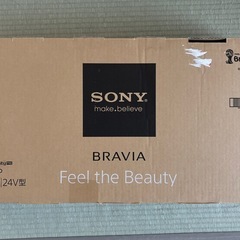 SONY
make.believe
BRAVIA
24V型
Feel the Beauty